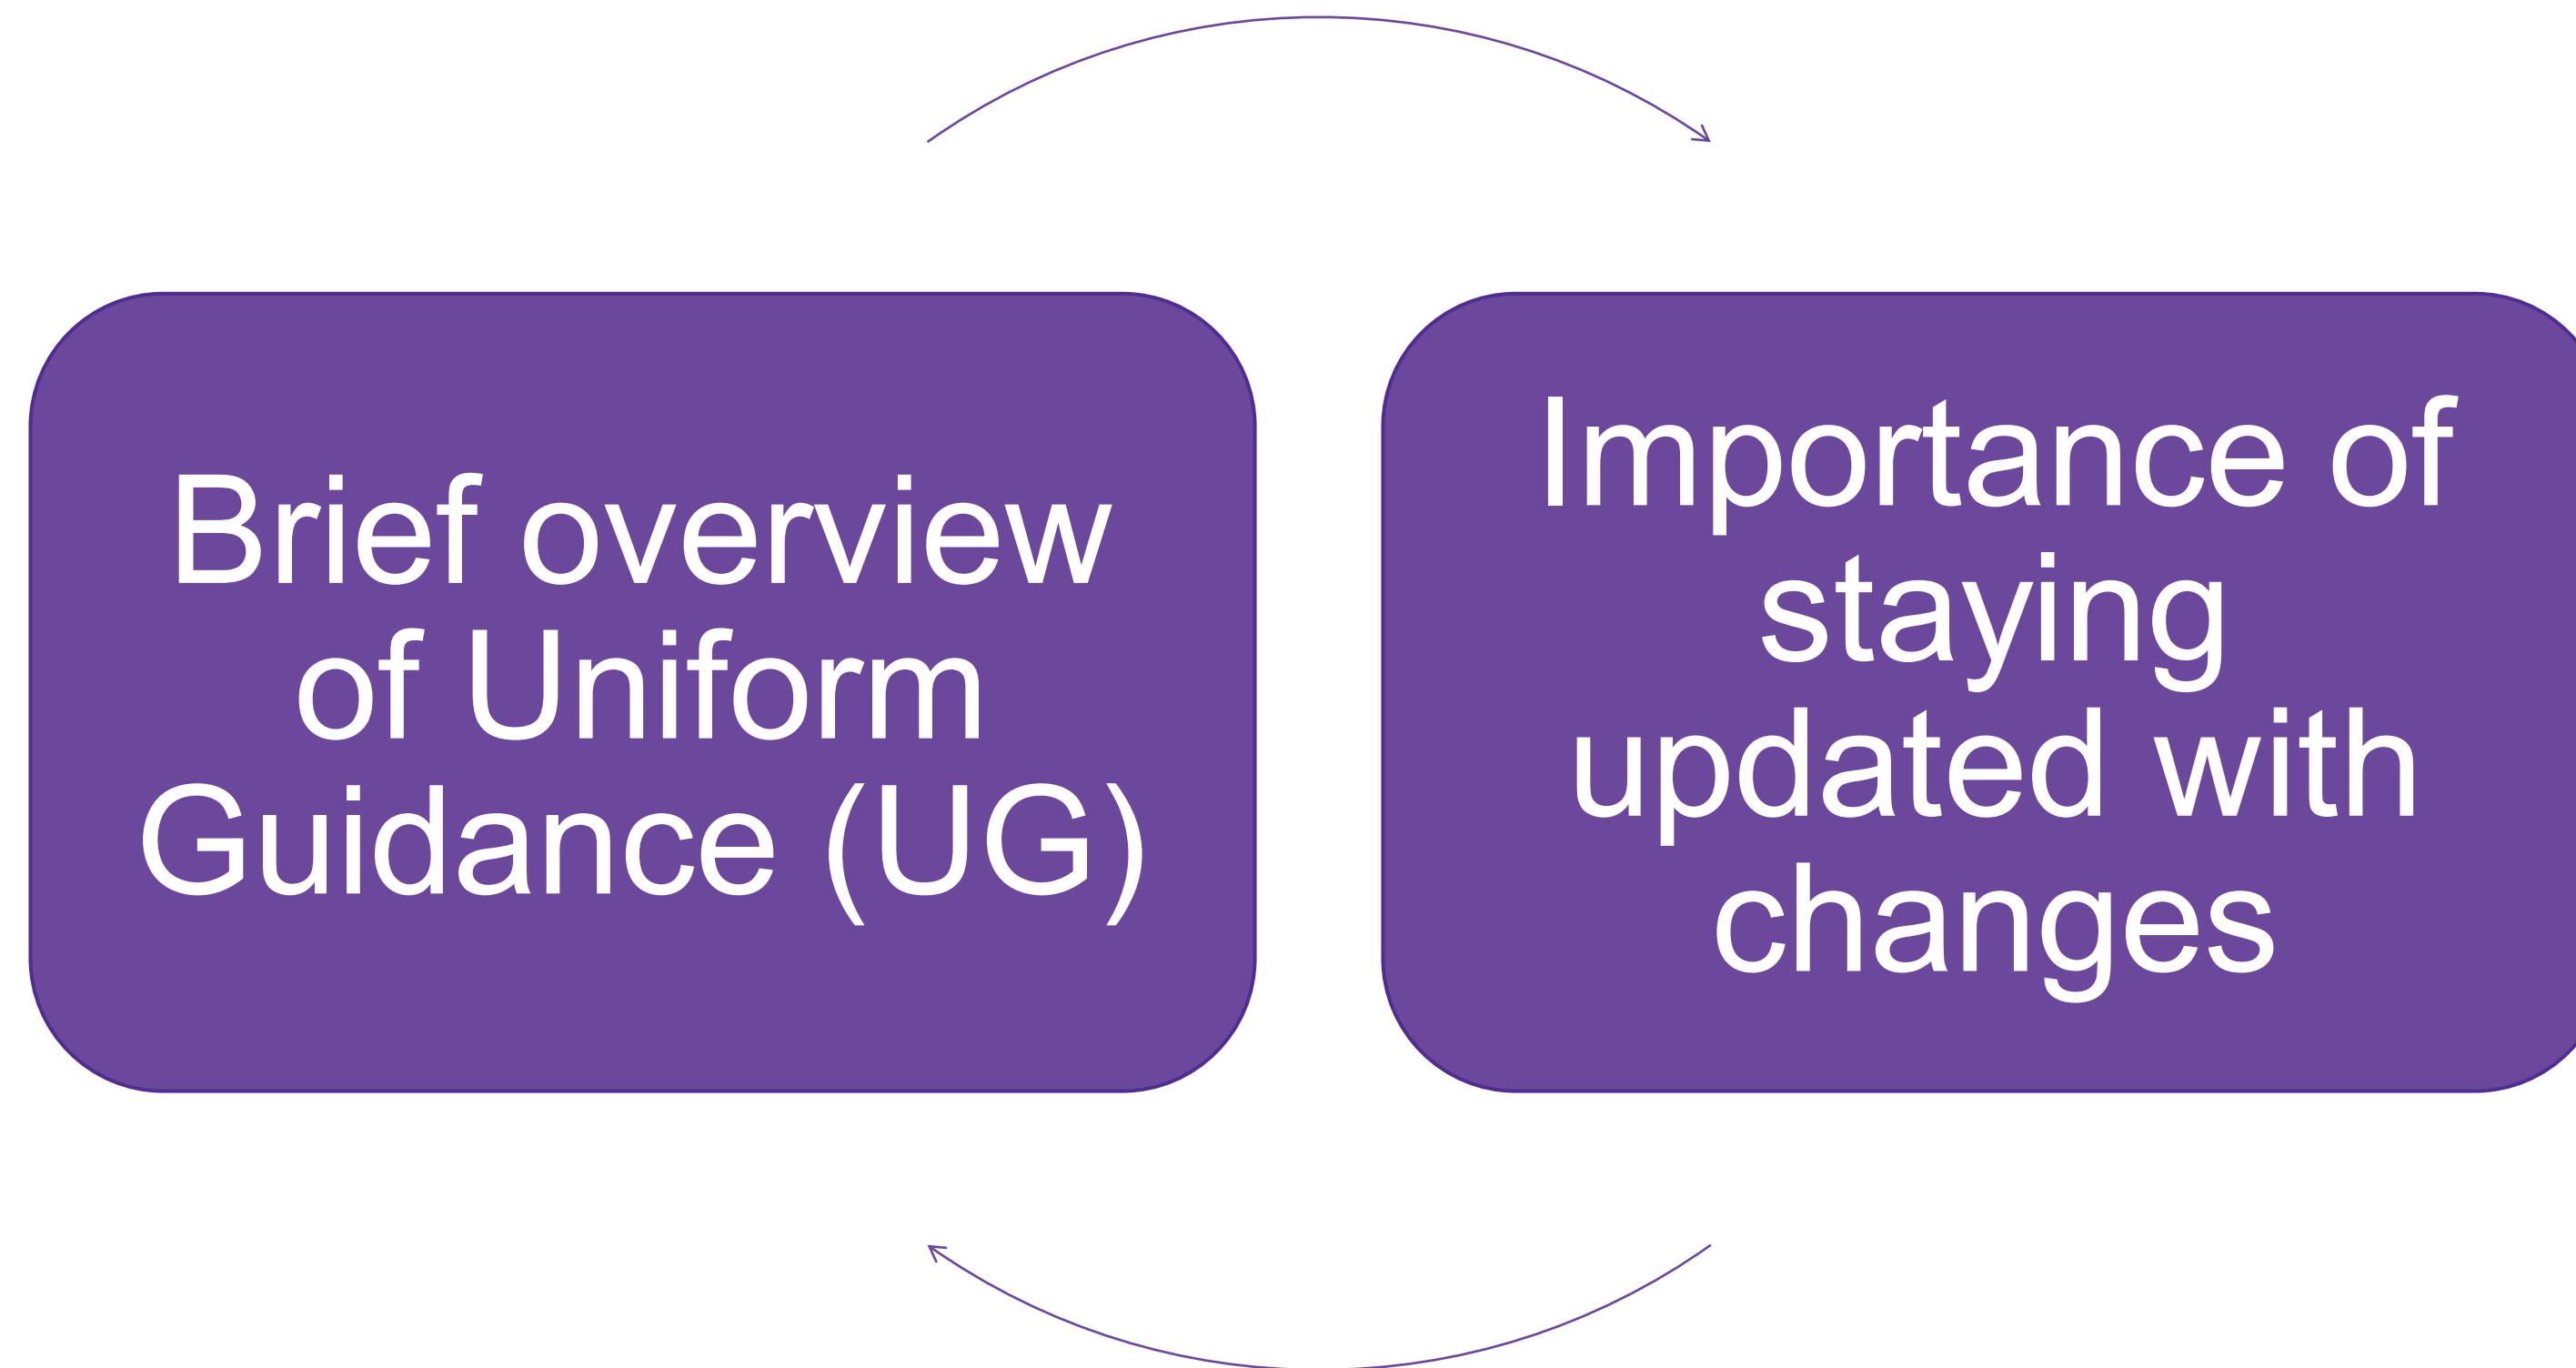 Brief overview
of Uniform
Guidance (UG)
Importance of
staying
updated with
changes